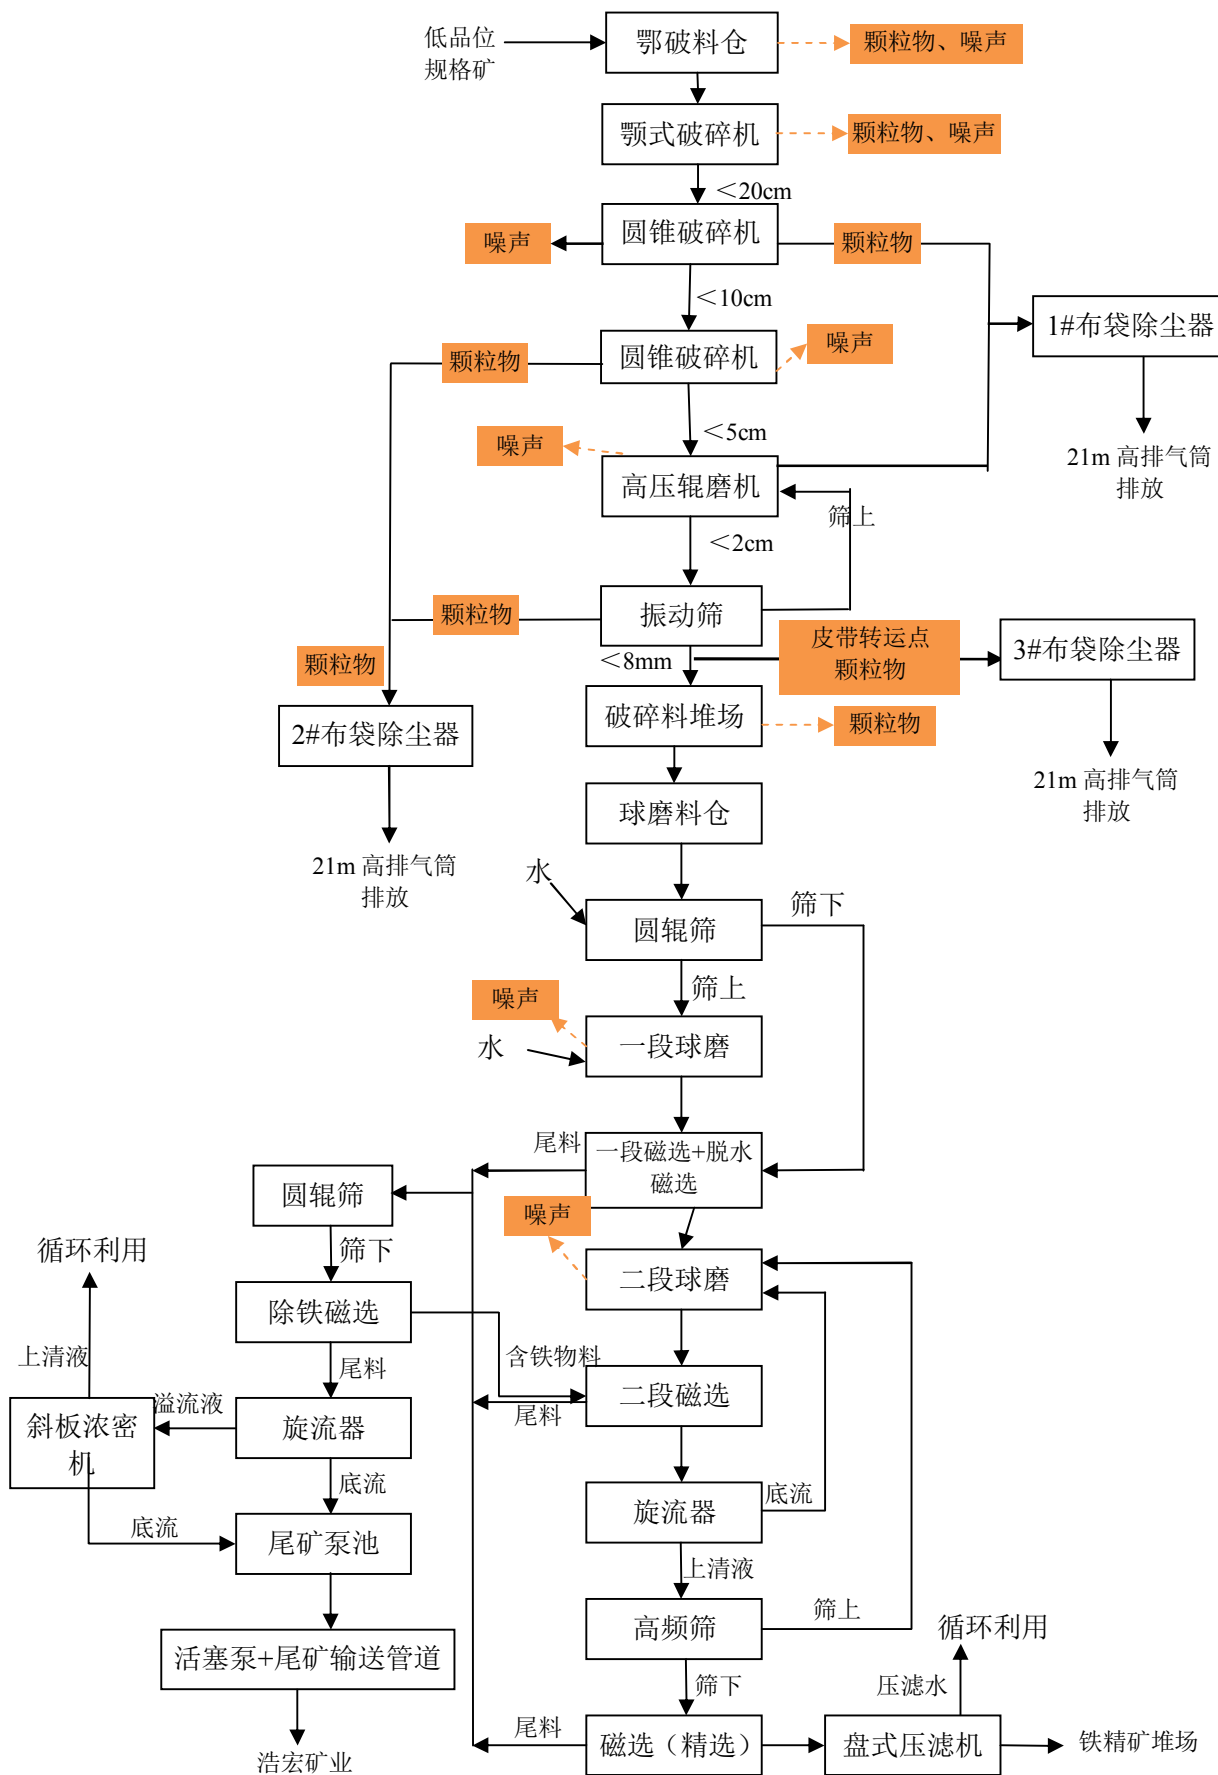 低品位
规格矿
鄂破料仓
颗粒物、噪声
颚式破碎机
颗粒物、噪声
＜20cm
噪声
圆锥破碎机
颗粒物
＜10cm
1#布袋除尘器
颗粒物
圆锥破碎机
噪声
＜5cm
噪声
高压辊磨机
21m 高排气筒
排放
筛上
＜2cm
颗粒物
振动筛
颗粒物
＜8mm
皮带转运点
颗粒物
3#布袋除尘器
2#布袋除尘器
破碎料堆场
颗粒物
21m 高排气筒
排放
球磨料仓
21m 高排气筒
排放
水
圆辊筛
筛下
筛上
噪声
水
一段球磨
尾料
一段磁选+脱水
磁选
圆辊筛
噪声
循环利用
筛下
二段球磨
除铁磁选
上清液
尾料
含铁物料
二段磁选
溢流液
尾料
斜板浓密
机
旋流器
底流
旋流器
底流
底流
尾矿泵池
上清液
高频筛
筛上
循环利用
活塞泵+尾矿输送管道
筛下
压滤水
尾料
磁选（精选）
盘式压滤机
铁精矿堆场
浩宏矿业